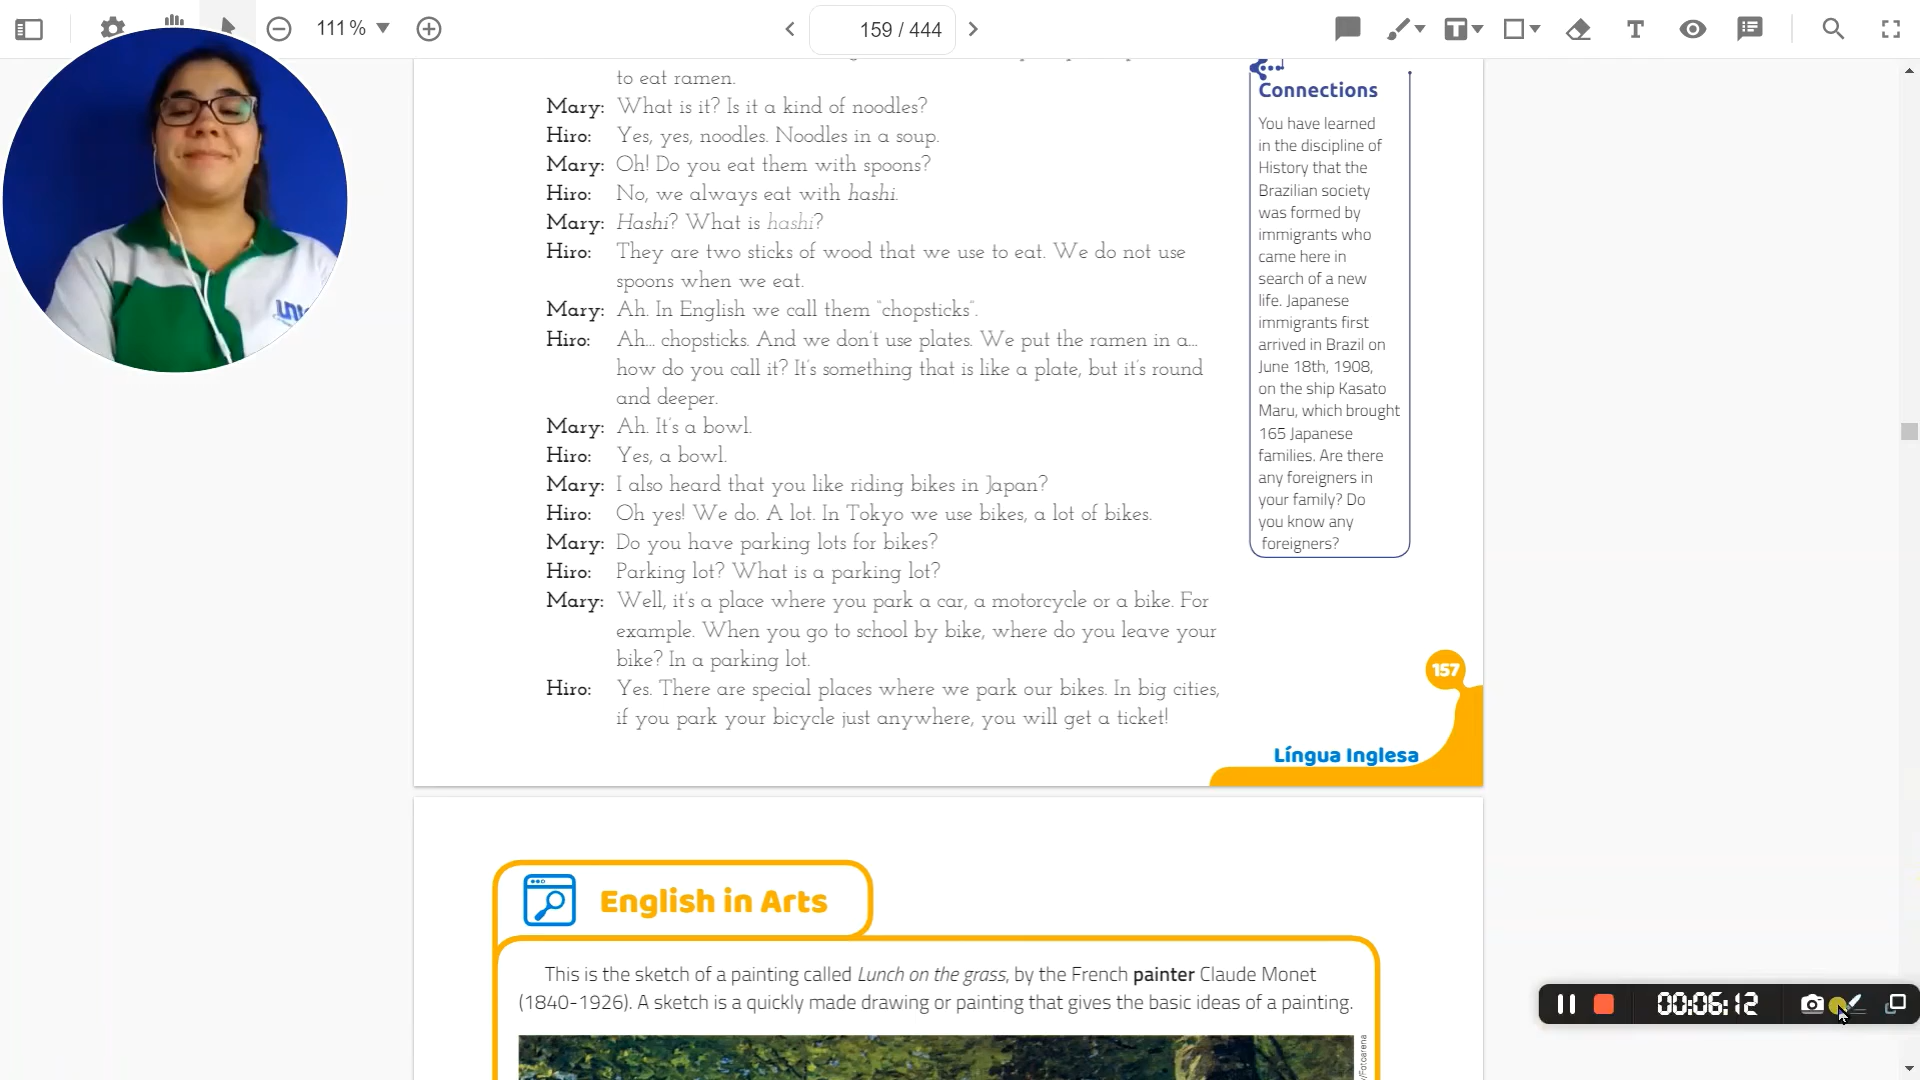 111 %
159 / 444
to eat ramen.
Mary: What is it? Is it a kind of noodles?
Hiro: Yes, yes, noodles. Noodles in a soup.
Mary: Oh! Do you eat them with spoons?
Hiro: No, we always eat with hashi.
Mary: Hashi? What is hashi?
Hiro: They are two sticks of wood that we use to eat. We do not use
spoons when we eat.
Mary: Ah. In English we call them “chopsticks”.
Hiro: Ah... chopsticks. And we don't use plates. We put the ramen in a...
how do you call it? It's something that is like a plate, but it's round
and deeper.
Mary: Ah. It's a bowl.
Hiro: Yes, a bowl.
Mary: I also heard that you like riding bikes in Japan?
Hiro: Oh yes! We do. A lot. In Tokyo we use bikes, a lot of bikes.
Mary: Do you have parking lots for bikes?
Hiro: Parking lot? What is a parking lot?
Mary: Well, it's a place where you park a car, a motorcycle or a bike. For
example. When you go to school by bike, where do you leave your
bike? In a parking lot.
Hiro: Yes. There are special places where we park our bikes. In big cities,
if you park your bicycle just anywhere, you will get a ticket!
Connections
You have learned
in the discipline of
History that the
Brazilian society
was formed by
immigrants who
came here in
search of a new
life. Japanese
immigrants first
arrived in Brazil on
June 18th, 1908,
on the ship Kasato
Maru, which brought
165 Japanese
families. Are there
any foreigners in
your family? Do
you know any
foreigners?
157
Língua Inglesa
English in Arts
This is the sketch of a painting called Lunch on the grass, by the French painter Claude Monet
(1840-1926). A sketch is a quickly made drawing or painting that gives the basic ideas of a painting.
/Fotoarena
00:06:12